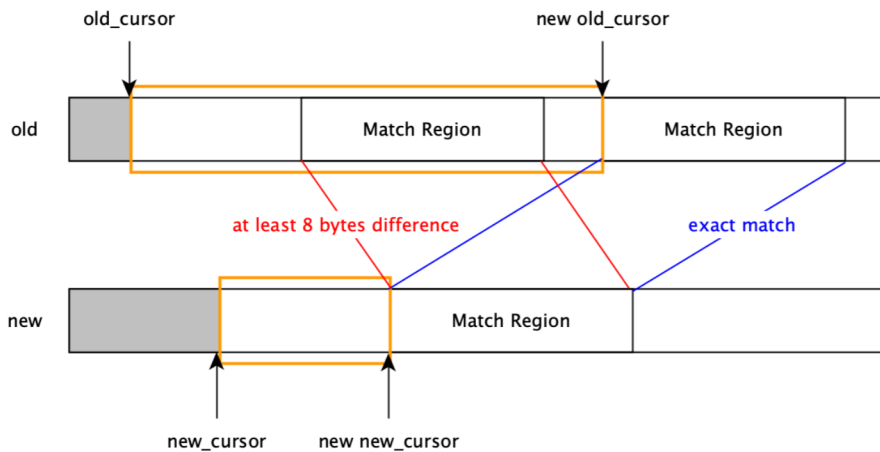 old_cursor
new old_cursor
old
Match Region
Match Region
at least 8 bytes difference
exact match
new
Match Region
new_cursor
new new_cursor